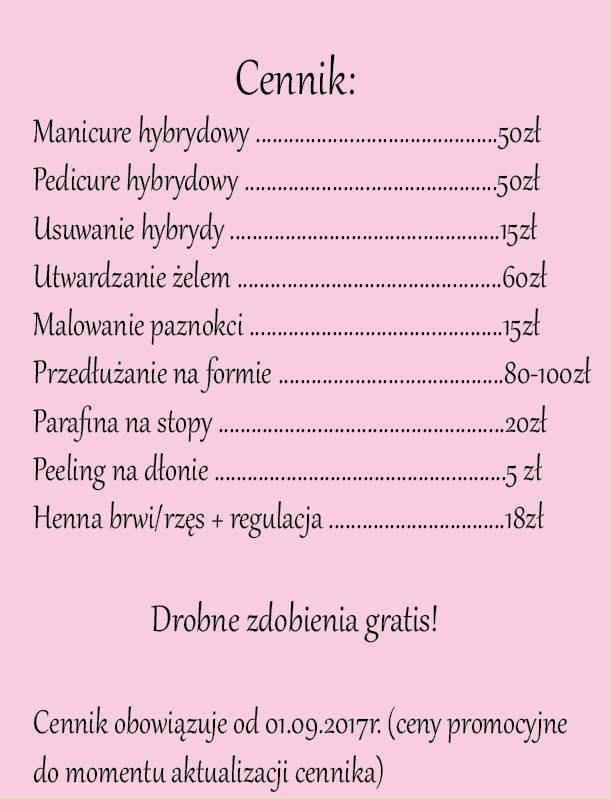 Cennik:
Manicure hybrydowy ............................................50zł
Pedicure hybrydowy ..............................................50zł
Usuwanie hybrydy .................................................15zł
Utwardzanie żelem ................................................60zł
Malowanie paznokci ..............................................15zł
Przedłużanie na formie .........................................80-100zł
Parafina na stopy ....................................................20zł
Peeling na dłonie .....................................................5 zł
Henna brwi/rzęs + regulacja ................................18zł
Drobne zdobienia gratis!
Cennik obowiązuje od 01.09.2017r. (ceny promocyjne
do momentu aktualizacji cennika)